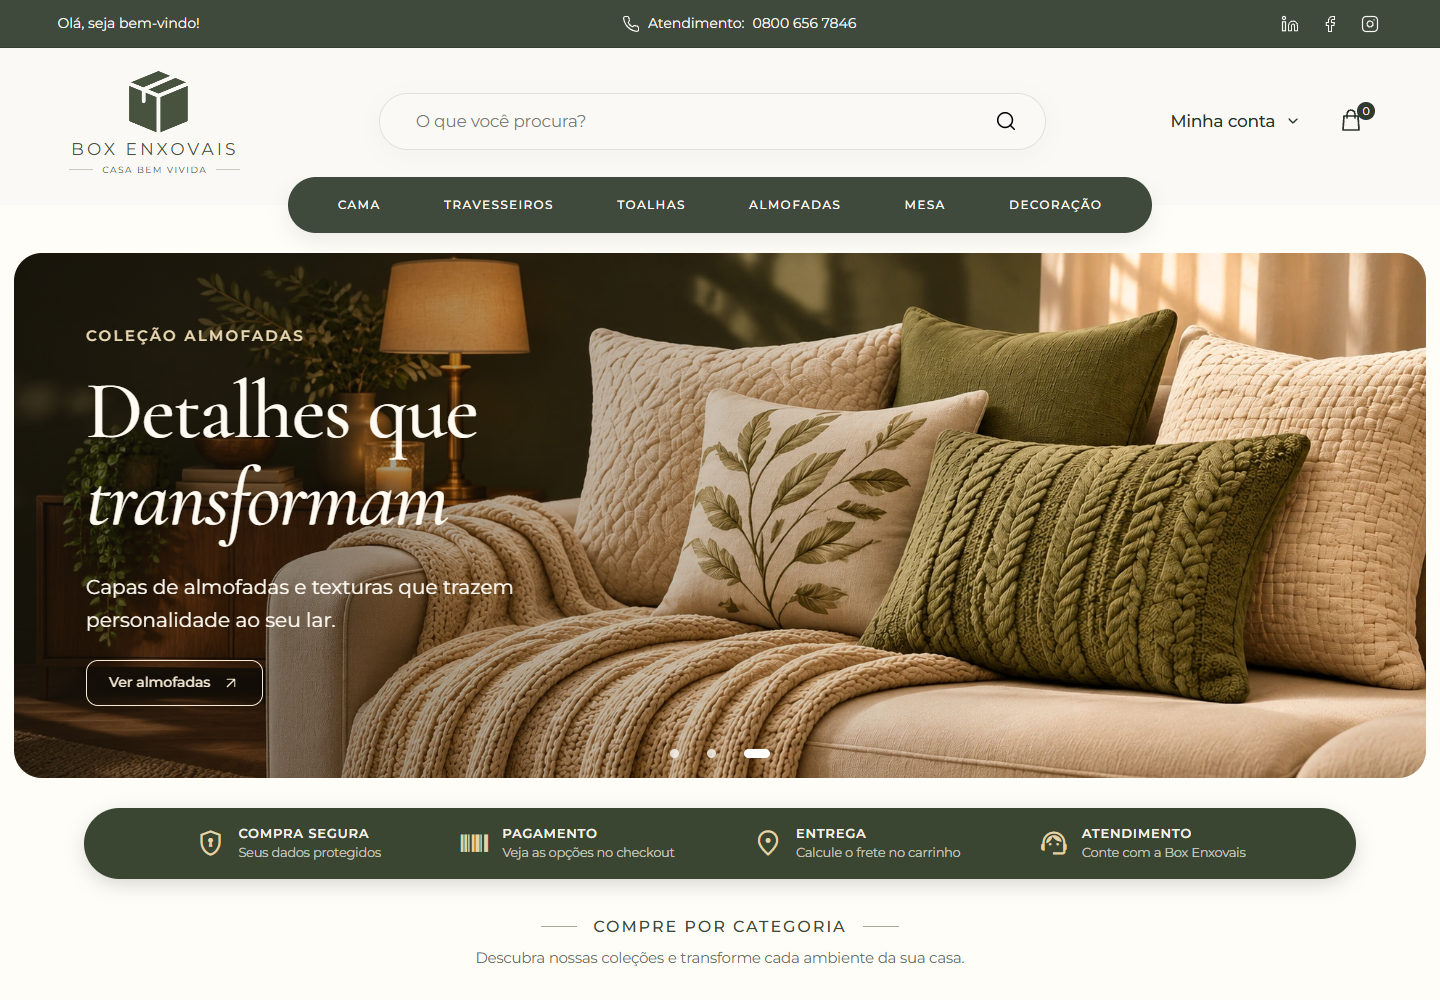 Olá, seja bem-vindo!
Atendimento: 0800 656 7846
BOX ENXOVAIS
CASA BEM VIVIDA
O que você procura?
Minha conta
0
CAMA
TRAVESSEIROS
TOALHAS
ALMOFADAS
MESA
DECORAÇÃO
COLEÇÃO ALMOFADAS
Detalhes que
transformam
Capas de almofadas e texturas que trazem
personalidade ao seu lar.
Ver almofadas
COMPRA SEGURA
Seus dados protegidos
PAGAMENTO
Veja as opções no checkout
ENTREGA
Calcule o frete no carrinho
ATENDIMENTO
Conte com a Box Enxovais
COMPRE POR CATEGORIA
Descubra nossas coleções e transforme cada ambiente da sua casa.